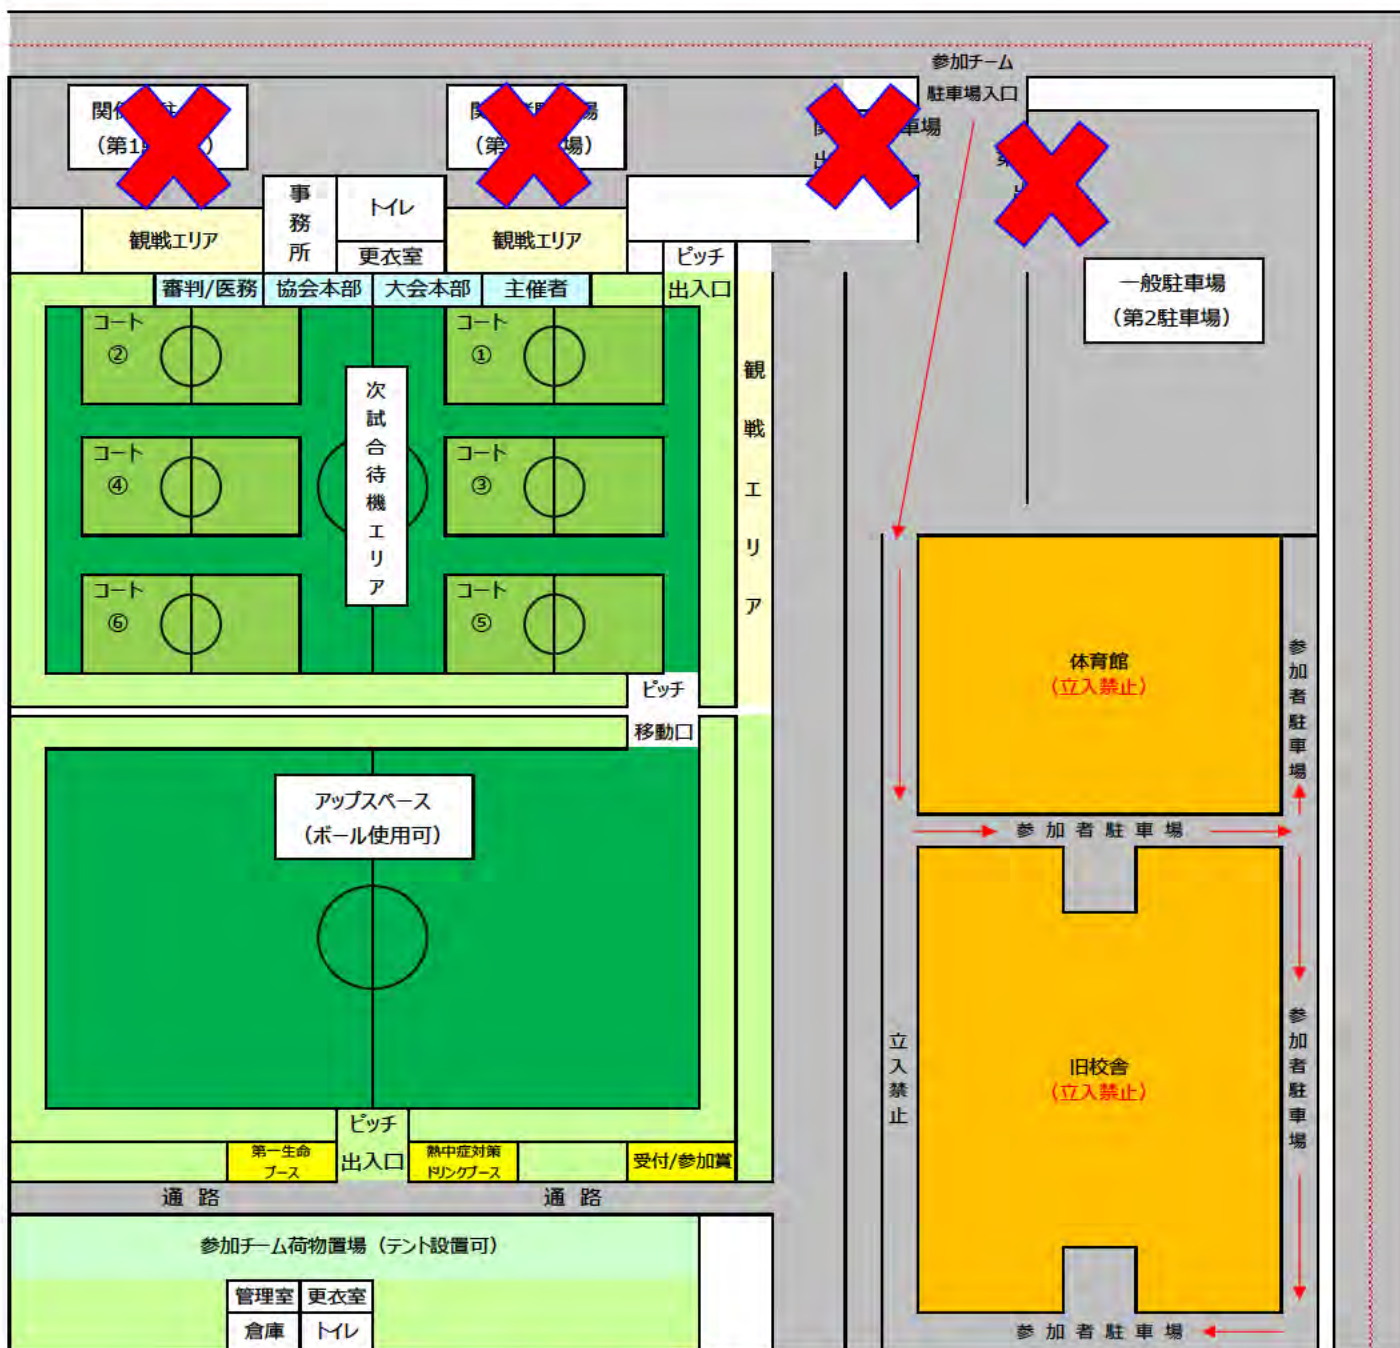 参加チーム
駐車場入口
関
(第1
)
関
場
(第
場)
関
車場
出
事務所
トイレ
更衣室
観戦エリア
観戦エリア
ピッチ
出入口
審判/医務
協会本部
大会本部
主催者
一般駐車場
(第2駐車場)
コート
②
コート
①
コート
④
コート
③
コート
⑥
コート
⑤
次試合待機エリア
観戦エリア
ピッチ
移動口
体育館
(立入禁止)
参加者駐車場
参加者駐車場
アップスペース
(ボール使用可)
立入禁止
旧校舎
(立入禁止)
参加者駐車場
ピッチ
出入口
第一生命
ブース
熱中症対策
ドリンクブース
受付/参加賞
通路
通路
参加チーム荷物置場(テント設置可)
管理室
更衣室
倉庫
トイレ
参加者駐車場